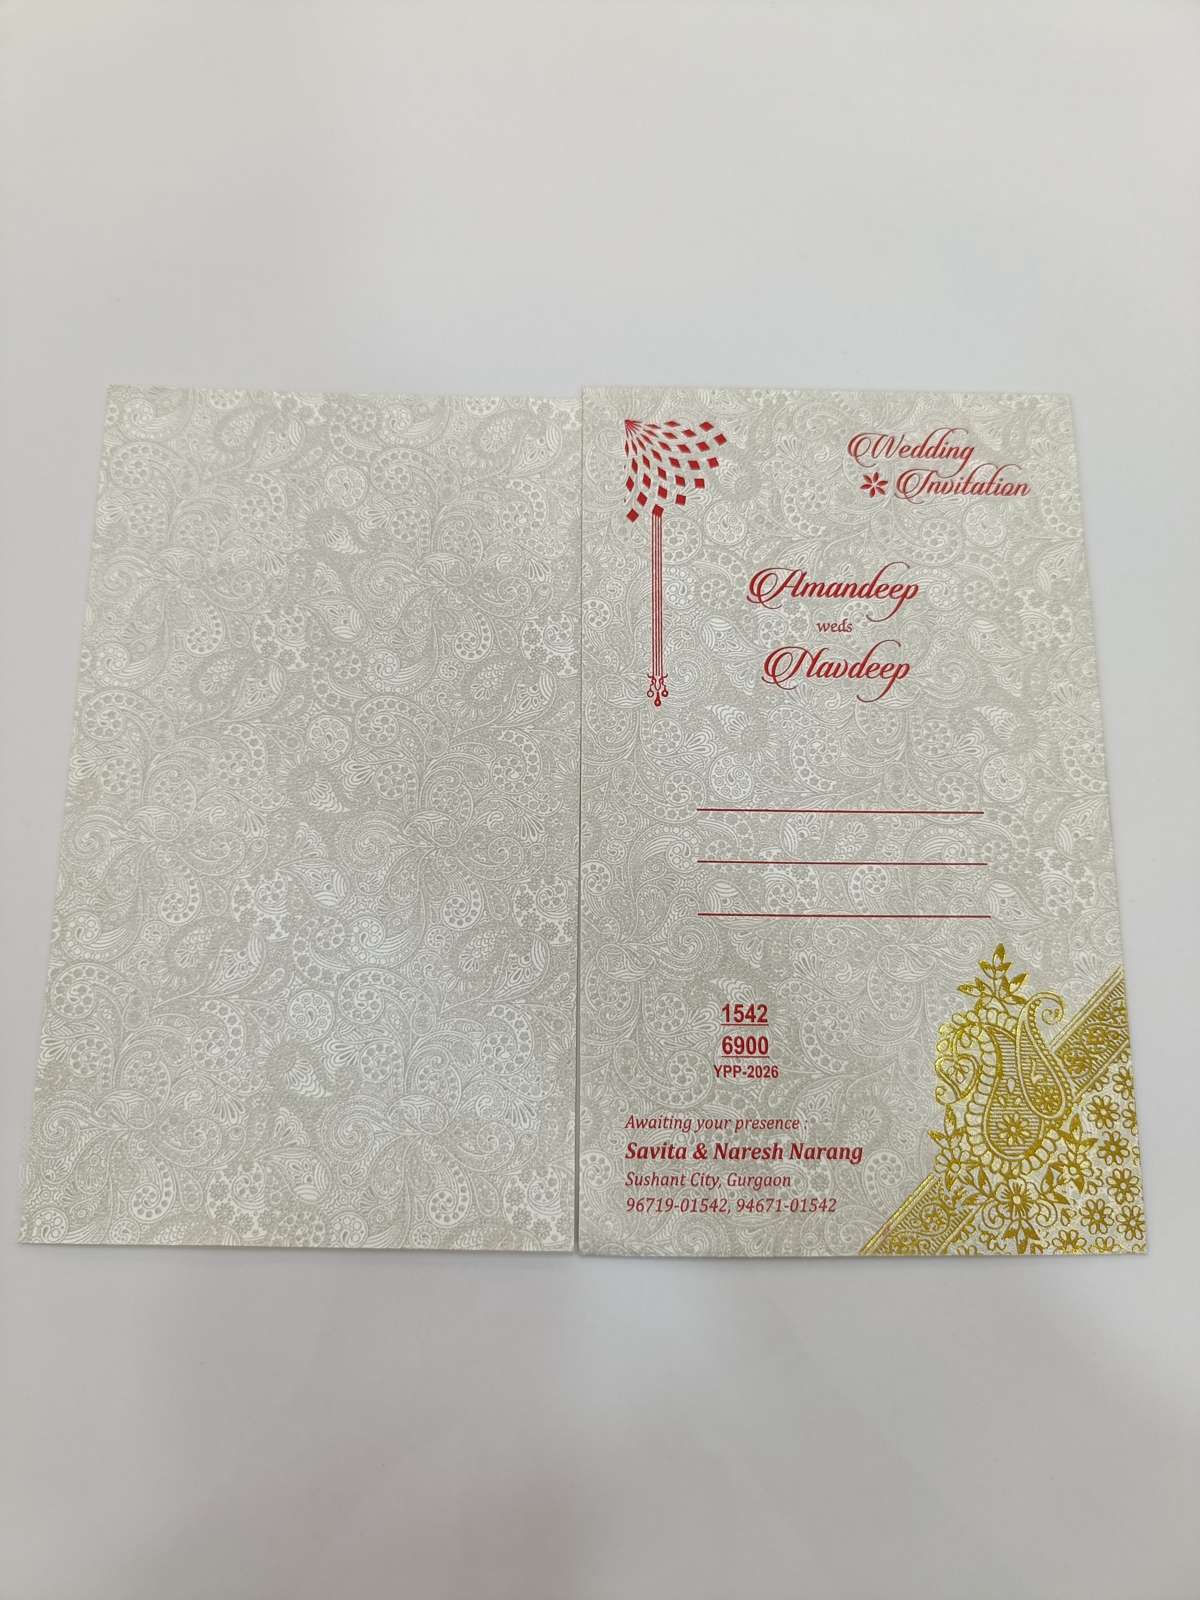 Wedding
Invitation
Amandeep
weds
Navdeep
1542
6900
YPP-2026
Awaiting your presence :
Savita & Naresh Narang
Sushant City, Gurgaon
96719-01542, 94671-01542